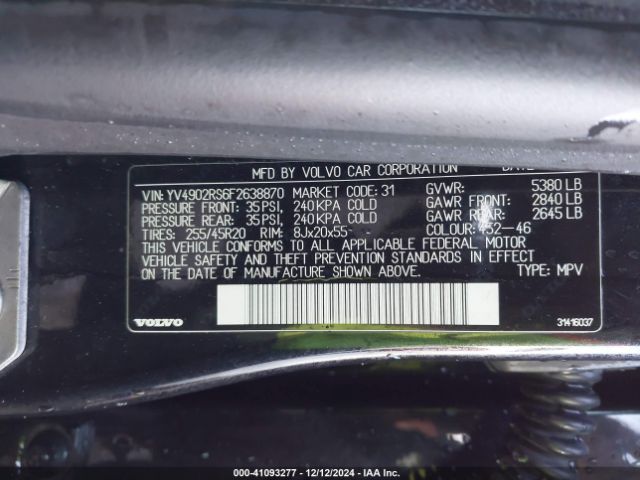 MFD BY VOLVO CAR CORPORATION
VIN: YV4902RS6F2638870 MARKET CODE: 31 GVWR: 5380 LB
PRESSURE FRONT: 35 PSI, 240 KPA COLD GAWR FRONT: 2840 LB
PRESSURE REAR: 35 PSI, 240 KPA COLD GAWR REAR: 2645 LB
TIRES: 255/45R20 RIM: 8Jx20x55 COLOUR: 452-46
THIS VEHICLE CONFORMS TO ALL APPLICABLE FEDERAL MOTOR
VEHICLE SAFETY AND THEFT PREVENTION STANDARDS IN EFFECT
ON THE DATE OF MANUFACTURE SHOWN ABOVE. TYPE: MPV
VOLVO 31416037
000-41093277 - 12/12/2024 - IAA Inc.